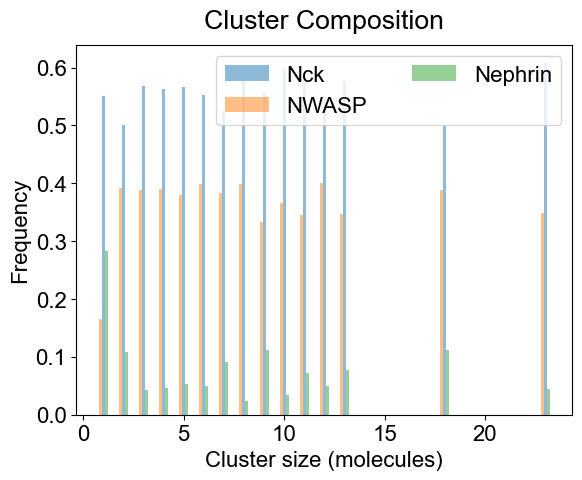 Cluster Composition
Nck
NWASP
Nephrin
Frequency
0.6
0.5
0.4
0.3
0.2
0.1
0.0
0 5 10 15 20
Cluster size (molecules)